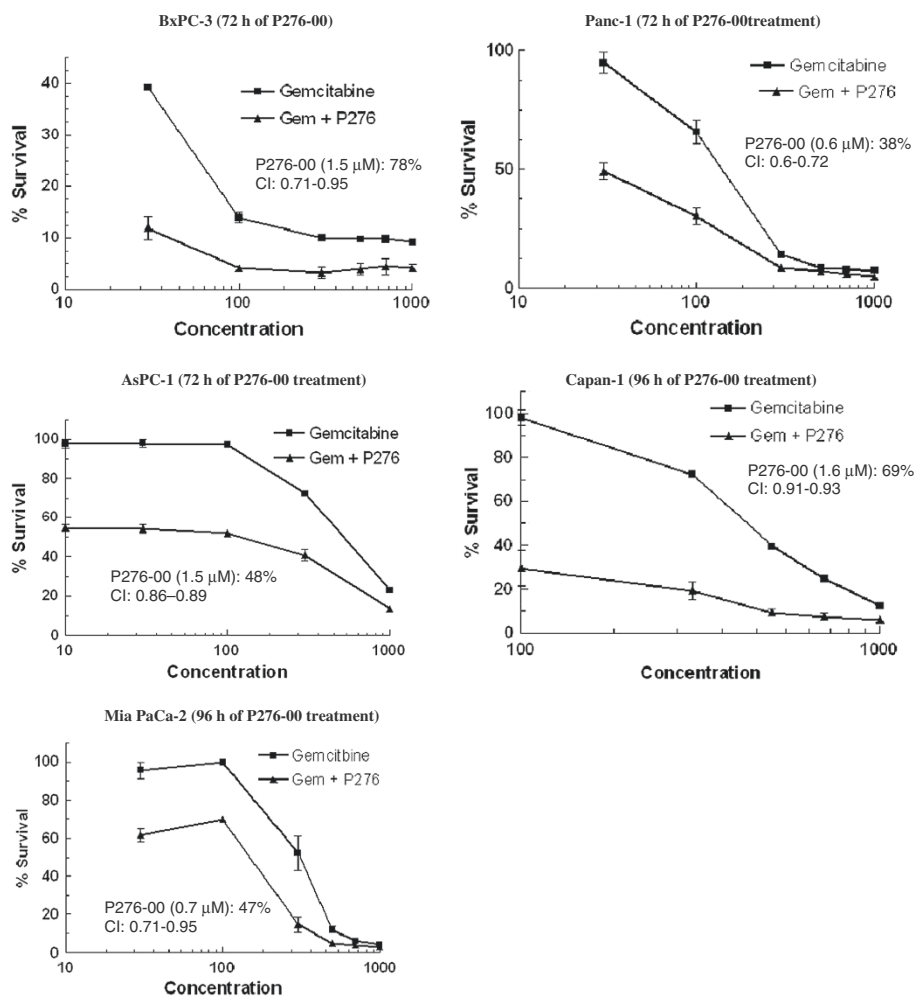 BxPC-3 (72 h of P276-00)
40
30
20
10
0
% Survival
Gemcitabine
Gem + P276
P276-00 (1.5 µM): 78%
CI: 0.71-0.95
10 100 1000
Concentration
Panc-1 (72 h of P276-00treatment)
100
50
0
% Survival
Gemcitabine
Gem + P276
P276-00 (0.6 µM): 38%
CI: 0.6-0.72
10 100 1000
Concentration
AsPC-1 (72 h of P276-00 treatment)
100
80
60
40
20
0
% Survival
Gemcitabine
Gem + P276
P276-00 (1.5 µM): 48%
CI: 0.86–0.89
10 100 1000
Concentration
Capan-1 (96 h of P276-00 treatment)
100
80
60
40
20
0
% Survival
Gemcitabine
Gem + P276
P276-00 (1.6 µM): 69%
CI: 0.91-0.93
100 1000
Concentration
Mia PaCa-2 (96 h of P276-00 treatment)
100
80
60
40
20
0
% Survival
Gemcitbine
Gem + P276
P276-00 (0.7 µM): 47%
CI: 0.71-0.95
10 100 1000
Concentration